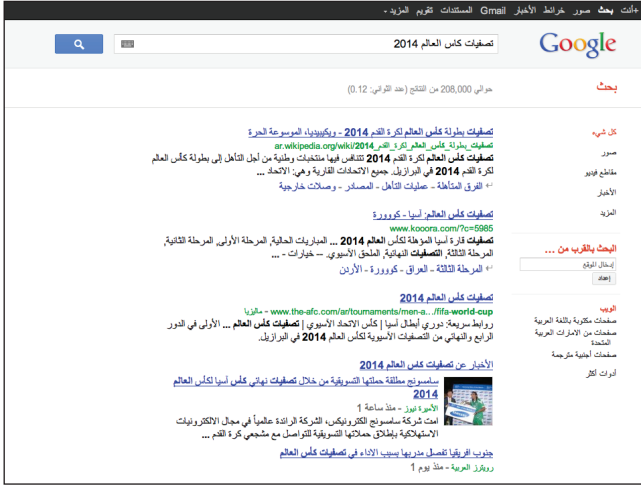 +أنت بحث صور خرائط الأخبار Gmail المستندات تقويم المزيد
Google
تصفيات كاس العالم 2014
بحث
حوالي 208,000 من النتائج (عدد الثواني: 0.12)
كل شيء
صور
مقاطع فيديو
الأخبار
المزيد
البحث بالقرب من ...
إدخال الموقع
إعداد
الويب
صفحات مكتوبة باللغة العربية
صفحات من الامارات العربية
المتحدة
صفحات أجنبية مترجمة
أدوات أكثر
تصفيات بطولة كأس العالم لكرة القدم 2014 - ويكيبيديا، الموسوعة الحرة
ar.wikipedia.org/wiki/تصفيات_بطولة_كأس_العالم_لكرة_القدم_2014
تصفيات كأس العالم لكرة القدم 2014 تتنافس فيها منتخبات وطنية من أجل التأهل إلى بطولة كأس العالم
لكرة القدم 2014 في البرازيل. جميع الاتحادات القارية وهي: الاتحاد ...
الفرق المتأهلة - عمليات التأهل - المصادر - وصلات خارجية
تصفيات كأس العالم: آسيا - كووورة
www.kooora.com/?c=5985
تصفيات قارة آسيا المؤهلة لكأس العالم 2014 ... المباريات الحالية, المرحلة الأولى, المرحلة الثانية,
المرحلة الثالثة, التصفيات النهائية, الملحق الآسيوي. -- خيارات - ...
المرحلة الثالثة - العراق - كووورة - الأردن
تصفيات كأس العالم 2014
www.the-afc.com/ar/tournaments/men-a.../fifa-world-cup - ماليزيا
روابط سريعة: دوري أبطال آسيا | كأس الاتحاد الآسيوي | تصفيات كأس العالم ... الأولى في الدور
الرابع والنهائي من التصفيات الآسيوية لكأس العالم 2014 في البرازيل.
الأخبار عن تصفيات كاس العالم 2014
سامسونج مطلقة حملتها التسويقية من خلال تصفيات نهائي كأس آسيا لكأس العالم
2014
الأميرة نيوز - منذ ساعة 1
امت شركة سامسونج الكترونيكس، الشركة الرائدة عالمياً في مجال الالكترونيات
الاستهلاكية بإطلاق حملاتها التسويقية للتواصل مع مشجعي كرة القدم ...
جنوب افريقيا تفصل مدربها بسبب الاداء في تصفيات كأس العالم
رويترز العربية - منذ يوم 1